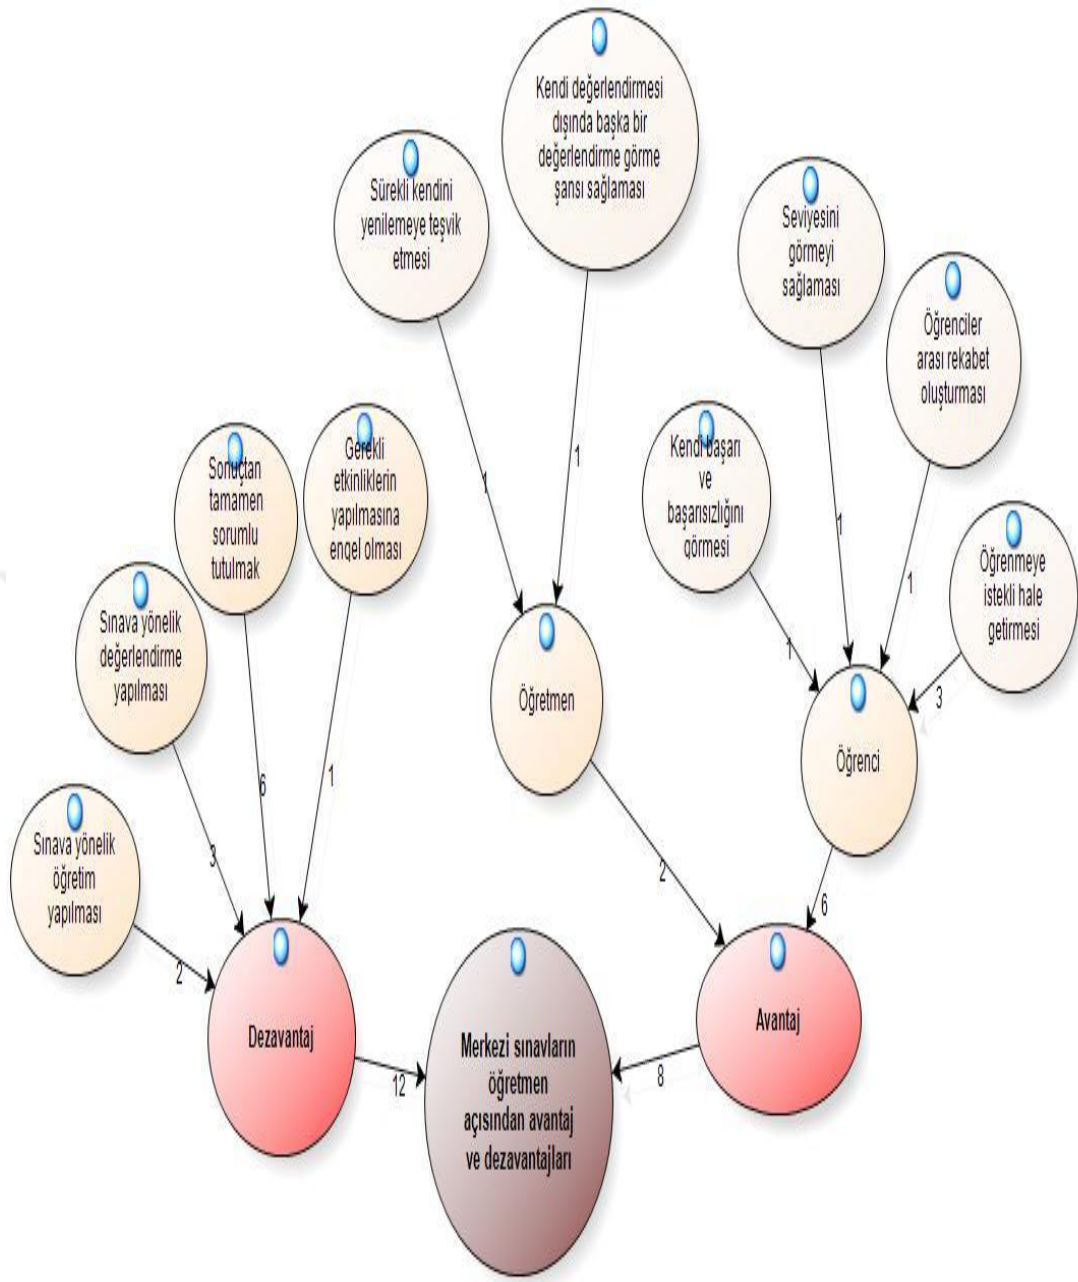 Kendi değerlendirmesi
dışında başka bir
değerlendirme görme
şansı sağlaması
Sürekli kendini
yenilemeye teşvik
etmesi
Seviyesini
görmeyi
sağlaması
Öğrenciler
arası rekabet
oluşturması
Kendi başarı
ve
başarısızlığını
görmesi
Öğrenmeye
istekli hale
getirmesi
Gerekli
etkinliklerin
yapılmasına
engel olması
Sonuçtan
tamamen
sorumlu
tutulmak
Sınava yönelik
değerlendirme
yapılması
Sınava yönelik
öğretim
yapılması
1
1
1
1
1
3
Öğretmen
Öğrenci
2
3
6
1
2
6
Dezavantaj
Avantaj
12
8
Merkezi sınavların
öğretmen
açısından avantaj
ve dezavantajları